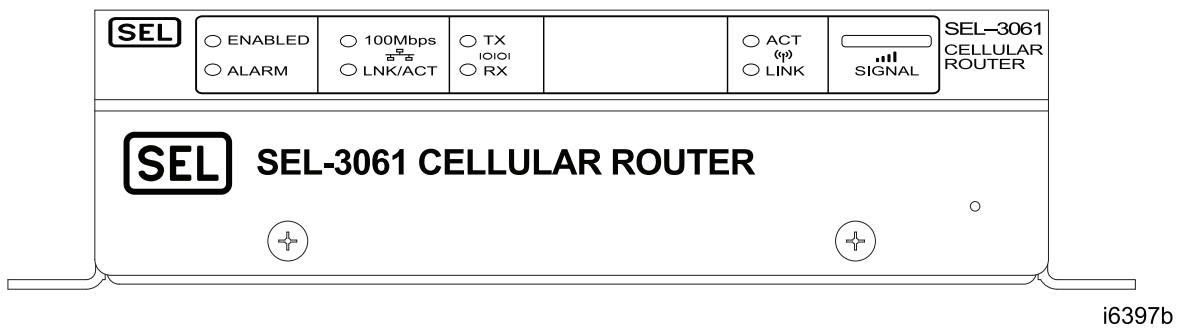 SEL
ENABLED
ALARM
100Mbps
LNK/ACT
TX
IOIOI
RX
ACT
LINK
SIGNAL
SEL–3061
CELLULAR
ROUTER
SEL
SEL-3061 CELLULAR ROUTER
i6397b